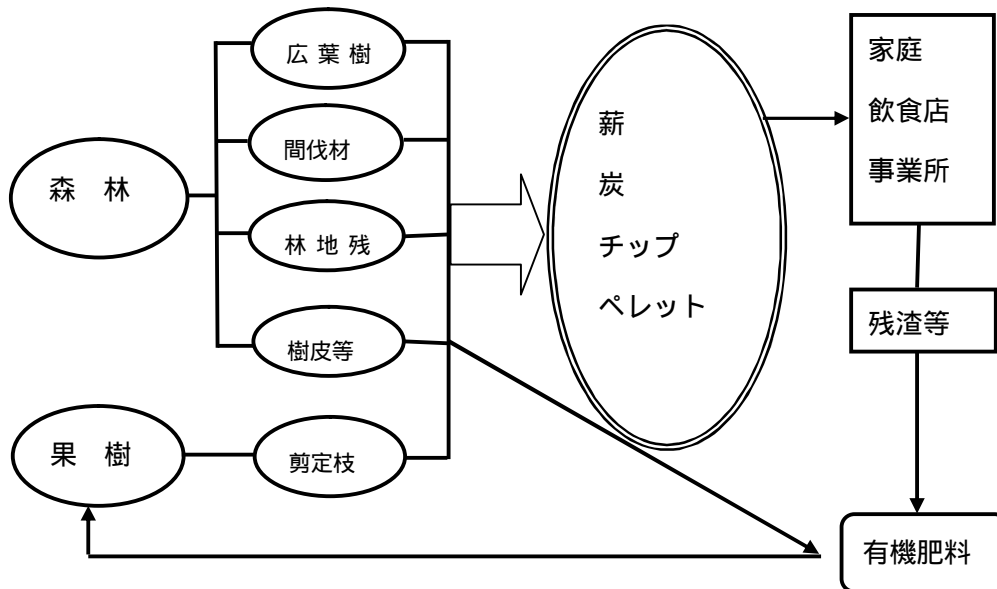 森　林
果　樹
広 葉 樹
間伐材
林 地 残
樹皮等
剪定枝
薪
炭
チップ
ペレット
家庭
飲食店
事業所
残渣等
有機肥料